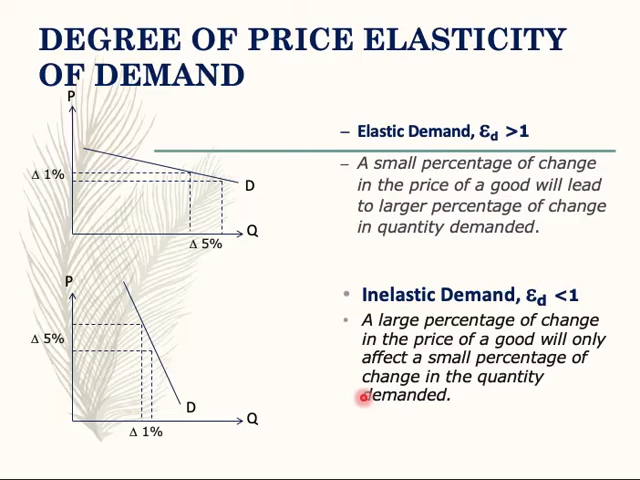 DEGREE OF PRICE ELASTICITY
OF DEMAND
P
Δ 1%
D
Q
Δ 5%
– Elastic Demand, Ɛd >1
– A small percentage of change
in the price of a good will lead
to larger percentage of change
in quantity demanded.
P
Δ 5%
D
Q
Δ 1%
• Inelastic Demand, Ɛd <1
• A large percentage of change
in the price of a good will only
affect a small percentage of
change in the quantity
demanded.